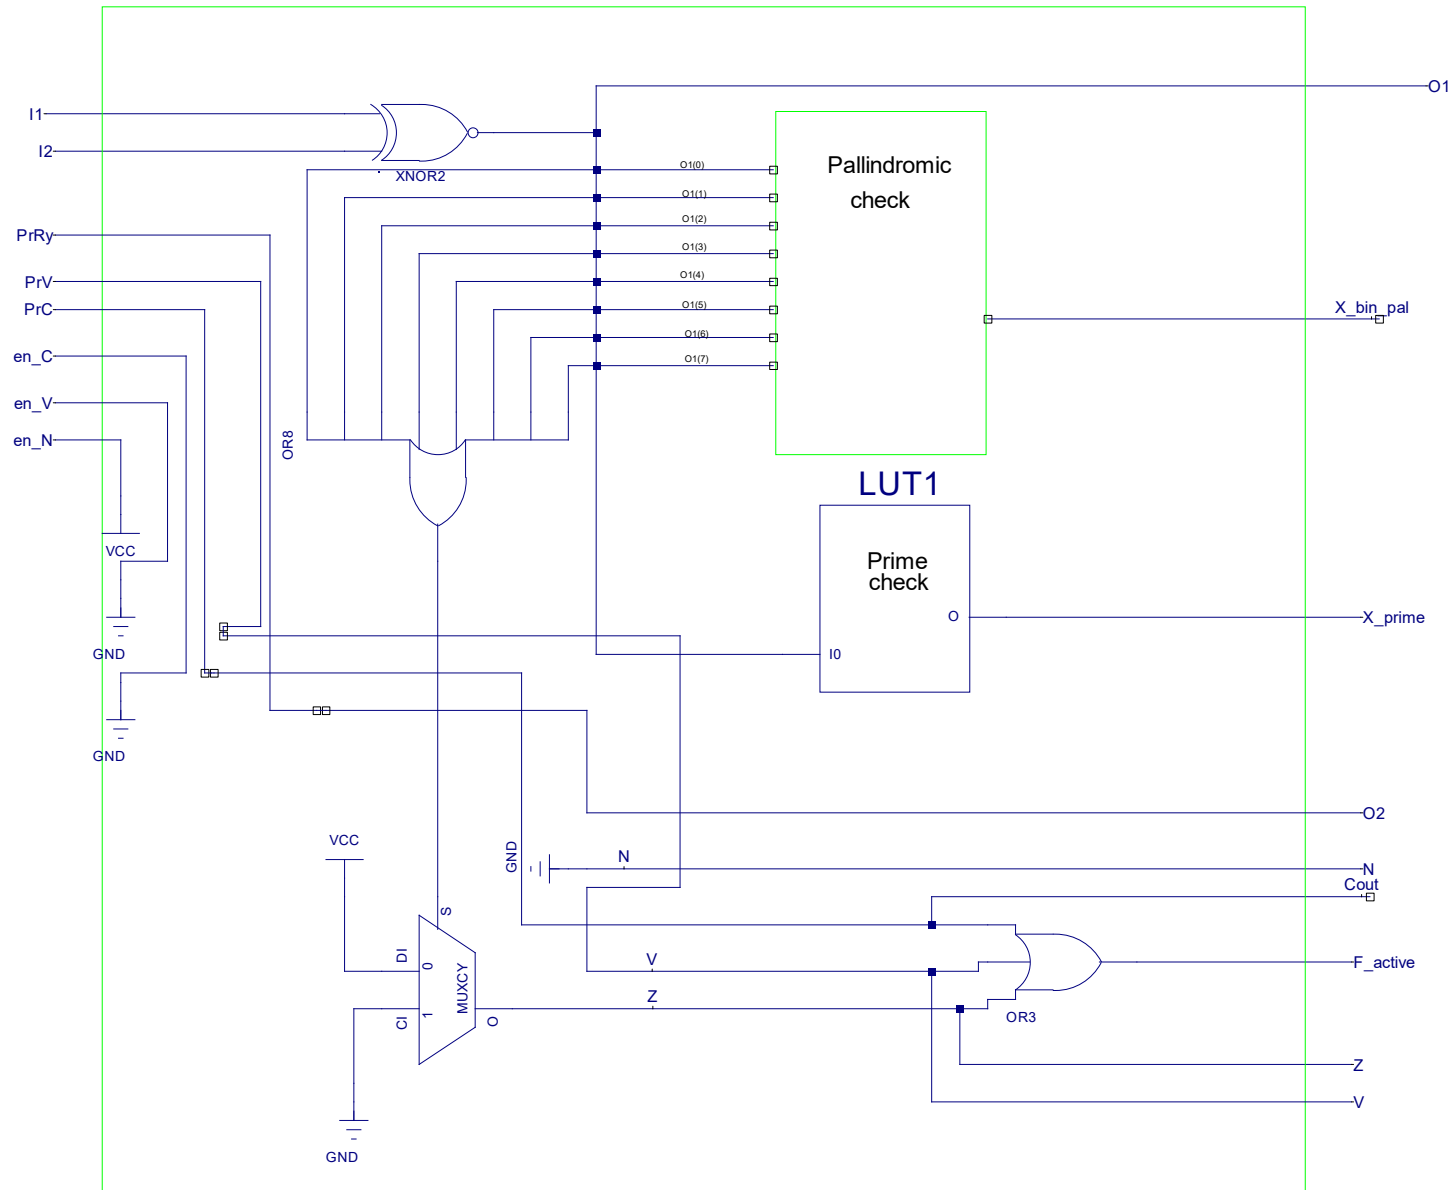 O1
I1
I2
XNOR2
O1(0)
O1(1)
O1(2)
O1(3)
O1(4)
O1(5)
O1(6)
O1(7)
Pallindromic
check
PrRy
PrV
PrC
en_C
en_V
en_N
X_bin_pal
OR8
LUT1
Prime
check
O
I0
X_prime
VCC
GND
GND
O2
VCC
GND
N
N
Cout
S
DI
0
MUXCY
CI
1
O
V
Z
F_active
OR3
Z
V
GND